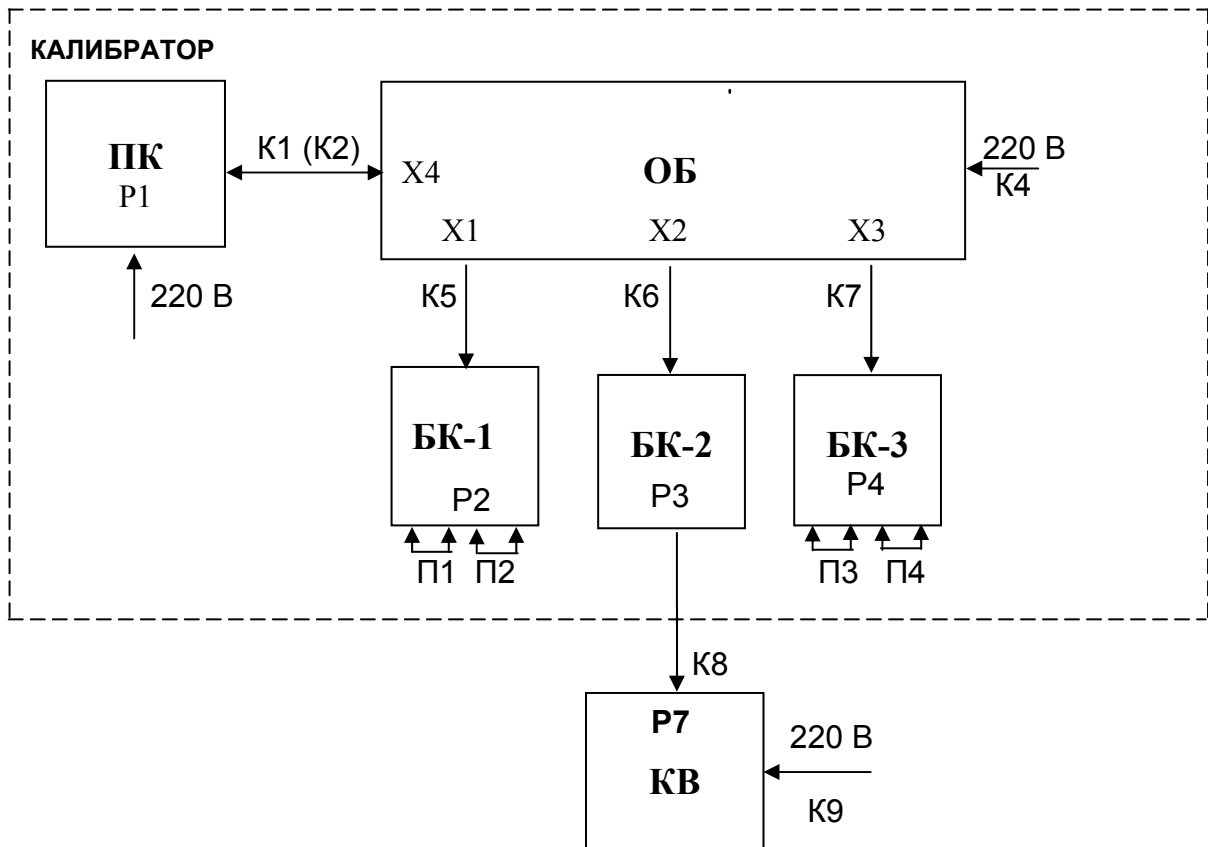 КАЛИБРАТОР
ПК
Р1
К1 (К2)
Х4
ОБ
220 В
К4
Х1
Х2
Х3
220 В
К5
К6
К7
БК-1
Р2
БК-2
Р3
БК-3
Р4
П1
П2
П3
П4
К8
Р7
КВ
220 В
К9